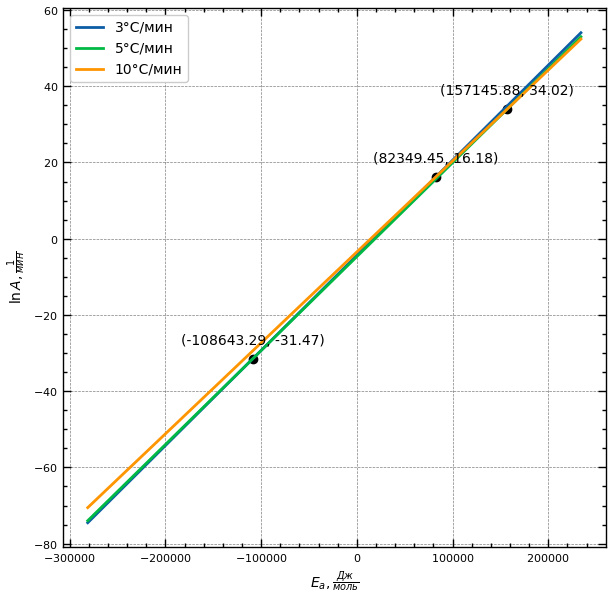 60
40
20
0
−20
−40
−60
−80
ln A, 1/мин
3°C/мин
5°C/мин
10°C/мин
(157145.88, 34.02)
(82349.45, 16.18)
(-108643.29, -31.47)
−300000 −200000 −100000 0 100000 200000
Eₐ, Дж/моль